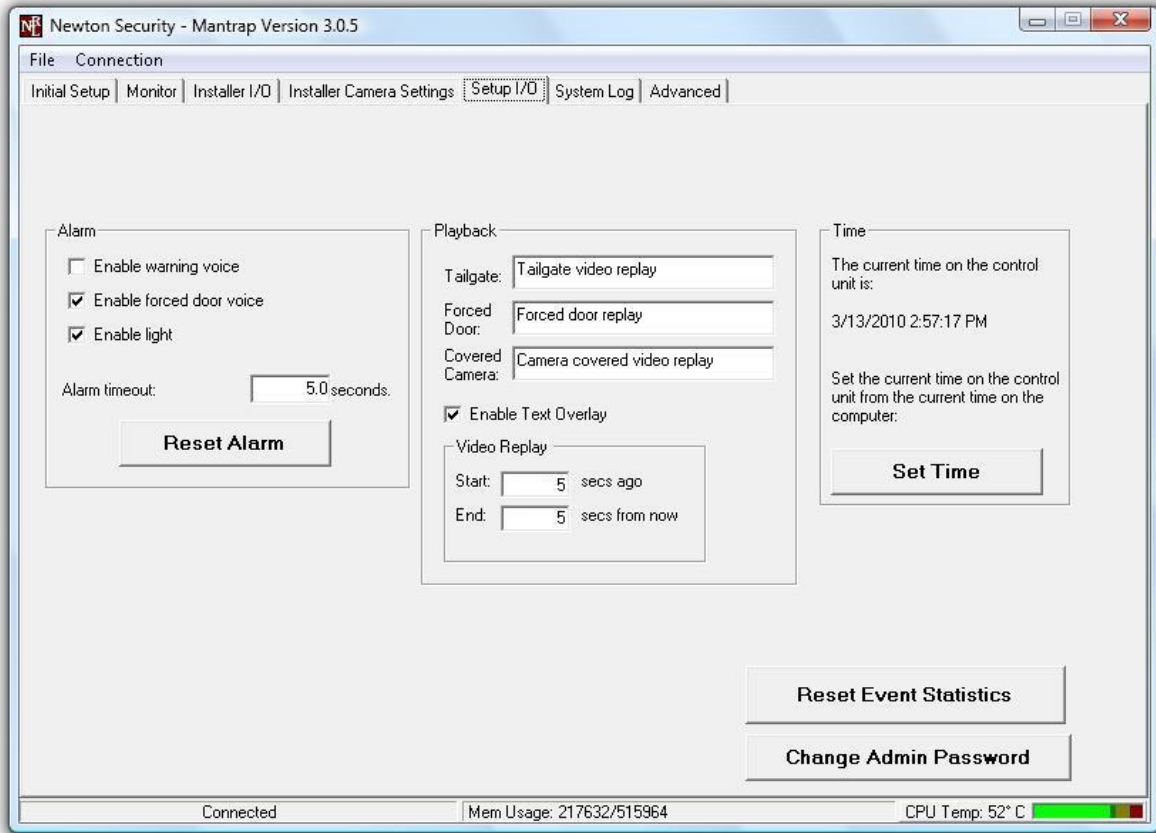 Newton Security - Mantrap Version 3.0.5
File Connection
Initial Setup Monitor Installer I/O Installer Camera Settings Setup I/O System Log Advanced
Alarm
Enable warning voice
Enable forced door voice
Enable light
Alarm timeout: 5.0 seconds.
Reset Alarm
Playback
Tailgate: Tailgate video replay
Forced
Door: Forced door replay
Covered
Camera: Camera covered video replay
Enable Text Overlay
Video Replay
Start: 5 secs ago
End: 5 secs from now
Time
The current time on the control
unit is:
3/13/2010 2:57:17 PM
Set the current time on the control
unit from the current time on the
computer:
Set Time
Reset Event Statistics
Change Admin Password
Connected Mem Usage: 217632/515964 CPU Temp: 52° C